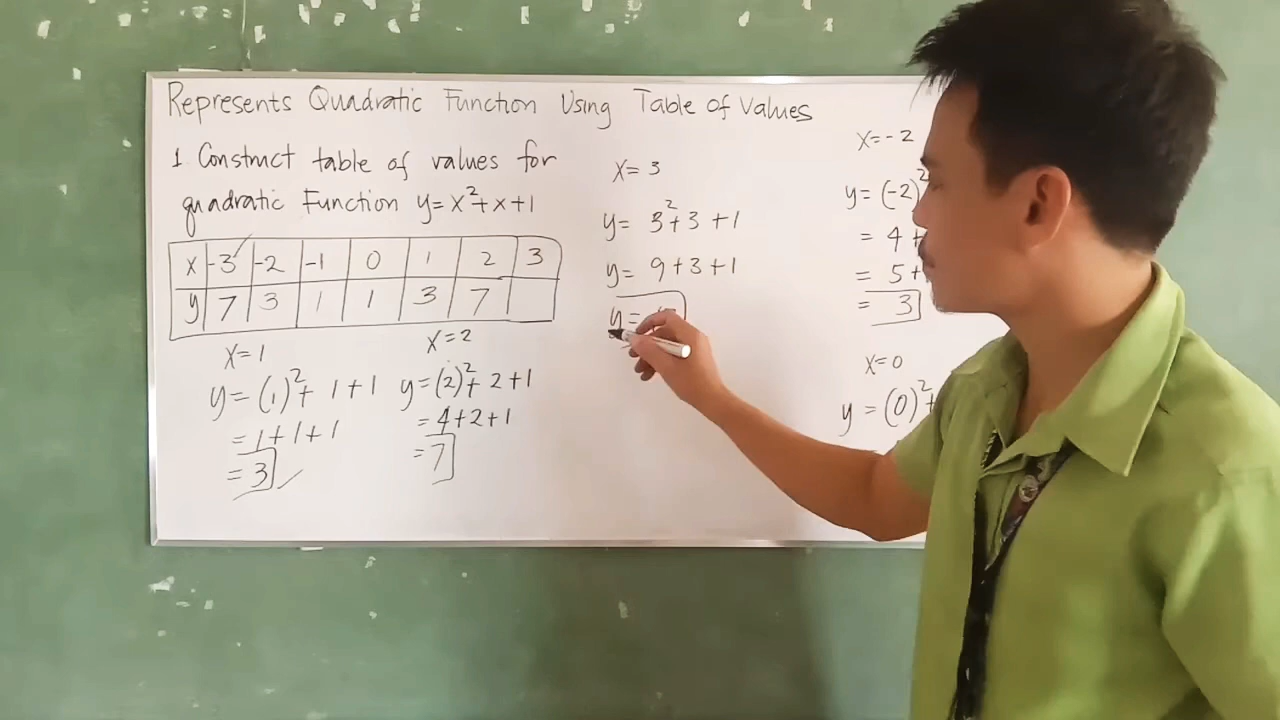 Represents Quadratic Function Using Table of Values
1. Construct table of values for
quadratic Function y=x²+x+1
x -3 -2 -1 0 1 2 3
y 7 3 1 1 3 7
x=1
y=(1)²+1+1
=1+1+1
=3
x=2
y=(2)²+2+1
=4+2+1
=7
x=3
y= 3²+3+1
y= 9+3+1
y=
x=-2
y=(-2)²
= 4+
= 5+
= 3
x=0
y=(0)²+